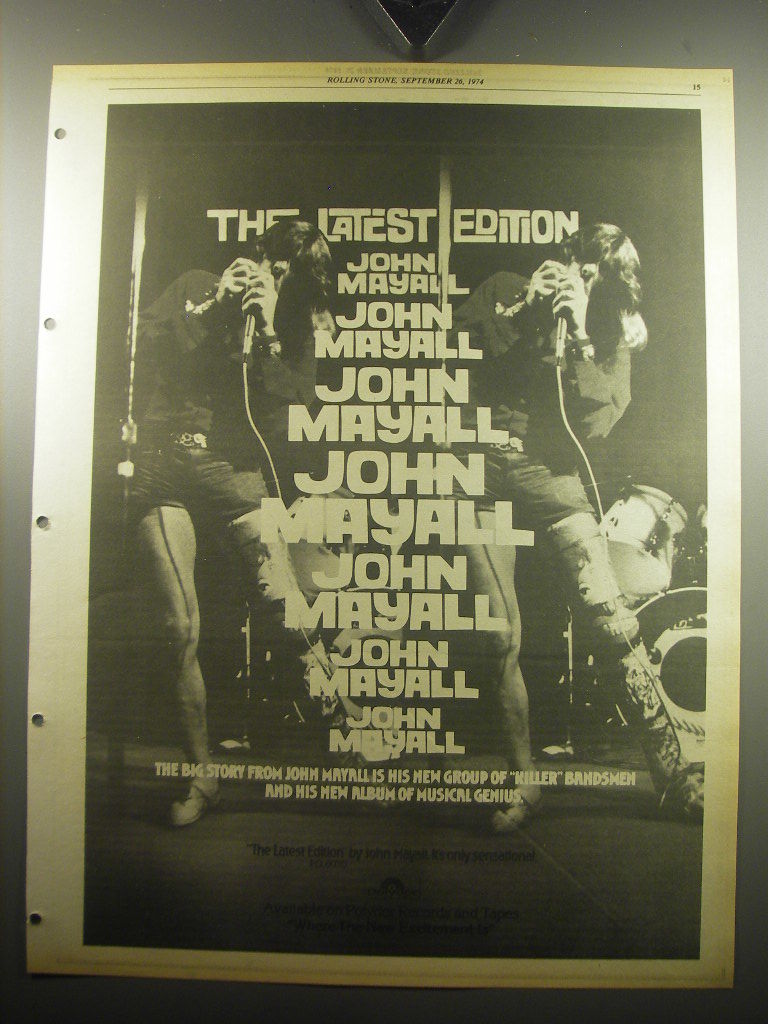 ROLLING STONE, SEPTEMBER 26, 1974
15
THE LATEST EDITION
JOHN
MAYALL
JOHN
MAYALL
JOHN
MAYALL
JOHN
MAYALL
JOHN
MAYALL
JOHN
MAYALL
JOHN
MAYALL
THE BIG STORY FROM JOHN MAYALL IS HIS NEW GROUP OF "KILLER" BANDSMEN
AND HIS NEW ALBUM OF MUSICAL GENIUS.
"The Latest Edition" by John Mayall. It's only sensational.
Available on Polydor Records and Tapes
"Where The New Excitement Is"